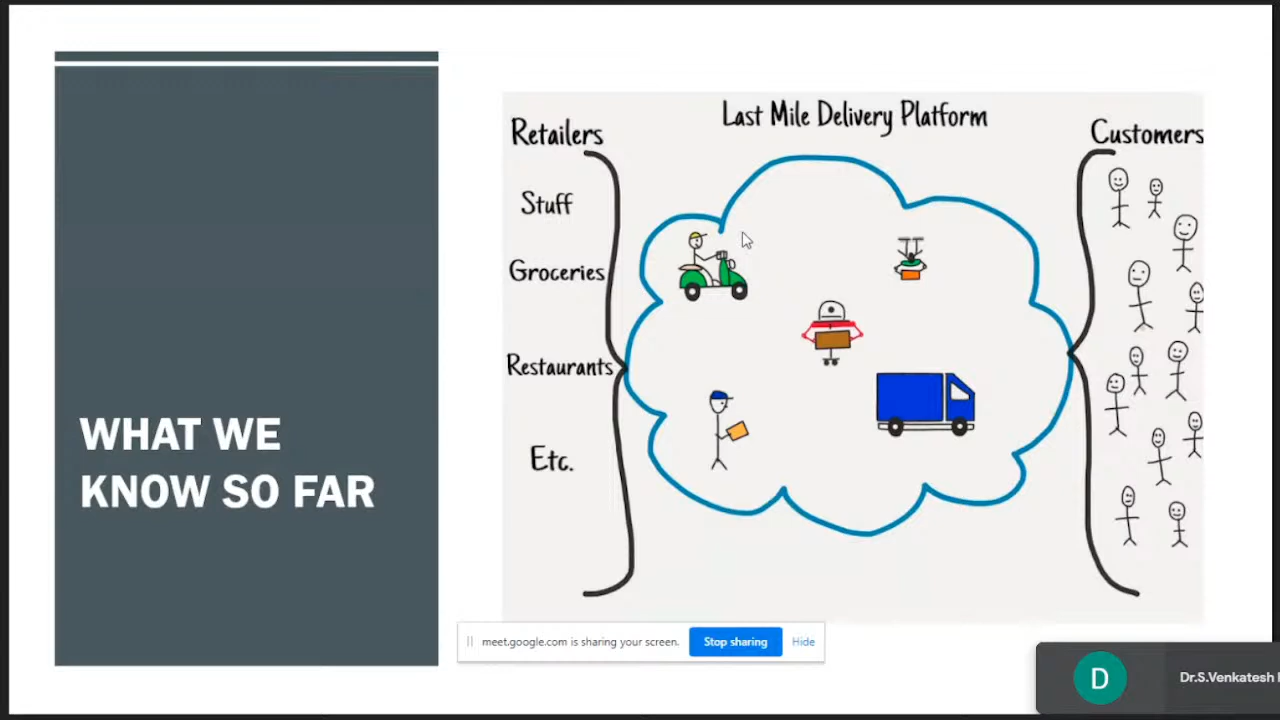 WHAT WE
KNOW SO FAR
Last Mile Delivery Platform
Retailers
Stuff
Groceries
Restaurants
Etc.
Customers
meet.google.com is sharing your screen.
Stop sharing
Hide
D
Dr.S.Venkatesh